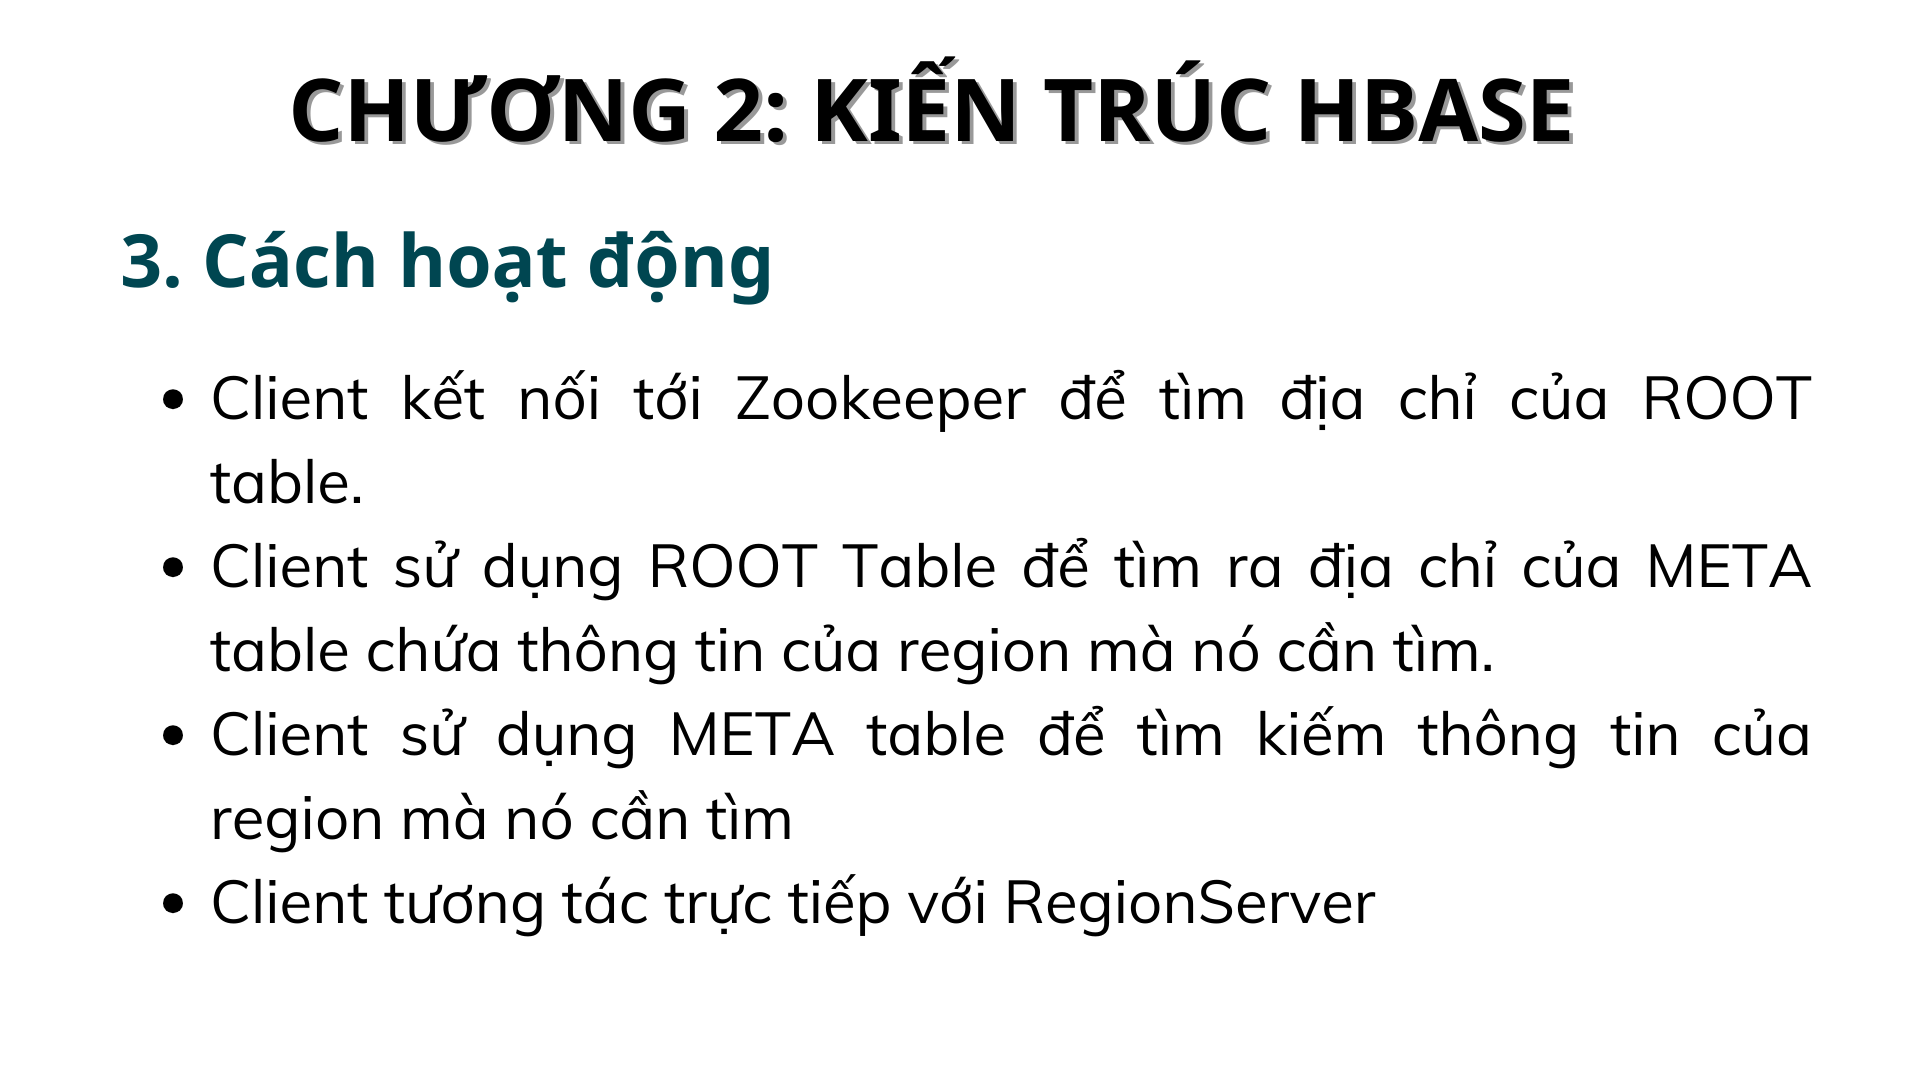 CHƯƠNG 2: KIẾN TRÚC HBASE
3. Cách hoạt động
• Client kết nối tới Zookeeper để tìm địa chỉ của ROOT
table.
• Client sử dụng ROOT Table để tìm ra địa chỉ của META
table chứa thông tin của region mà nó cần tìm.
• Client sử dụng META table để tìm kiếm thông tin của
region mà nó cần tìm
• Client tương tác trực tiếp với RegionServer